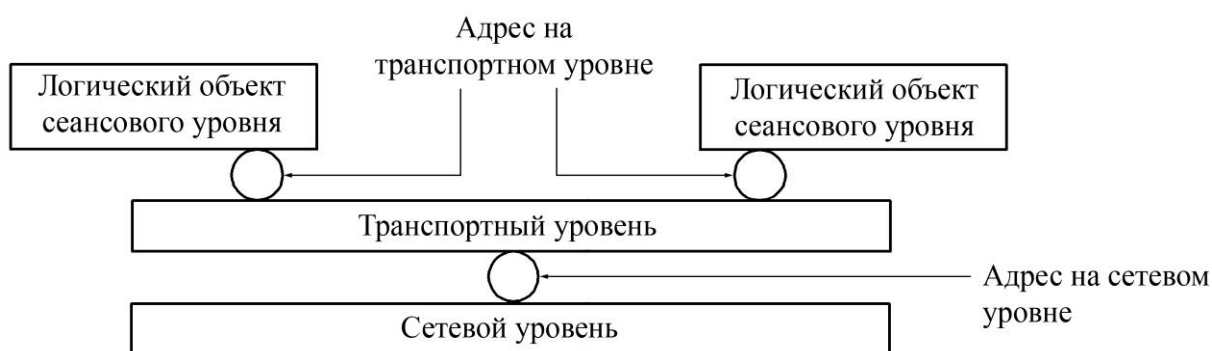 Адрес на
транспортном уровне
Логический объект
сеансового уровня
Логический объект
сеансового уровня
Транспортный уровень
Адрес на сетевом
уровне
Сетевой уровень